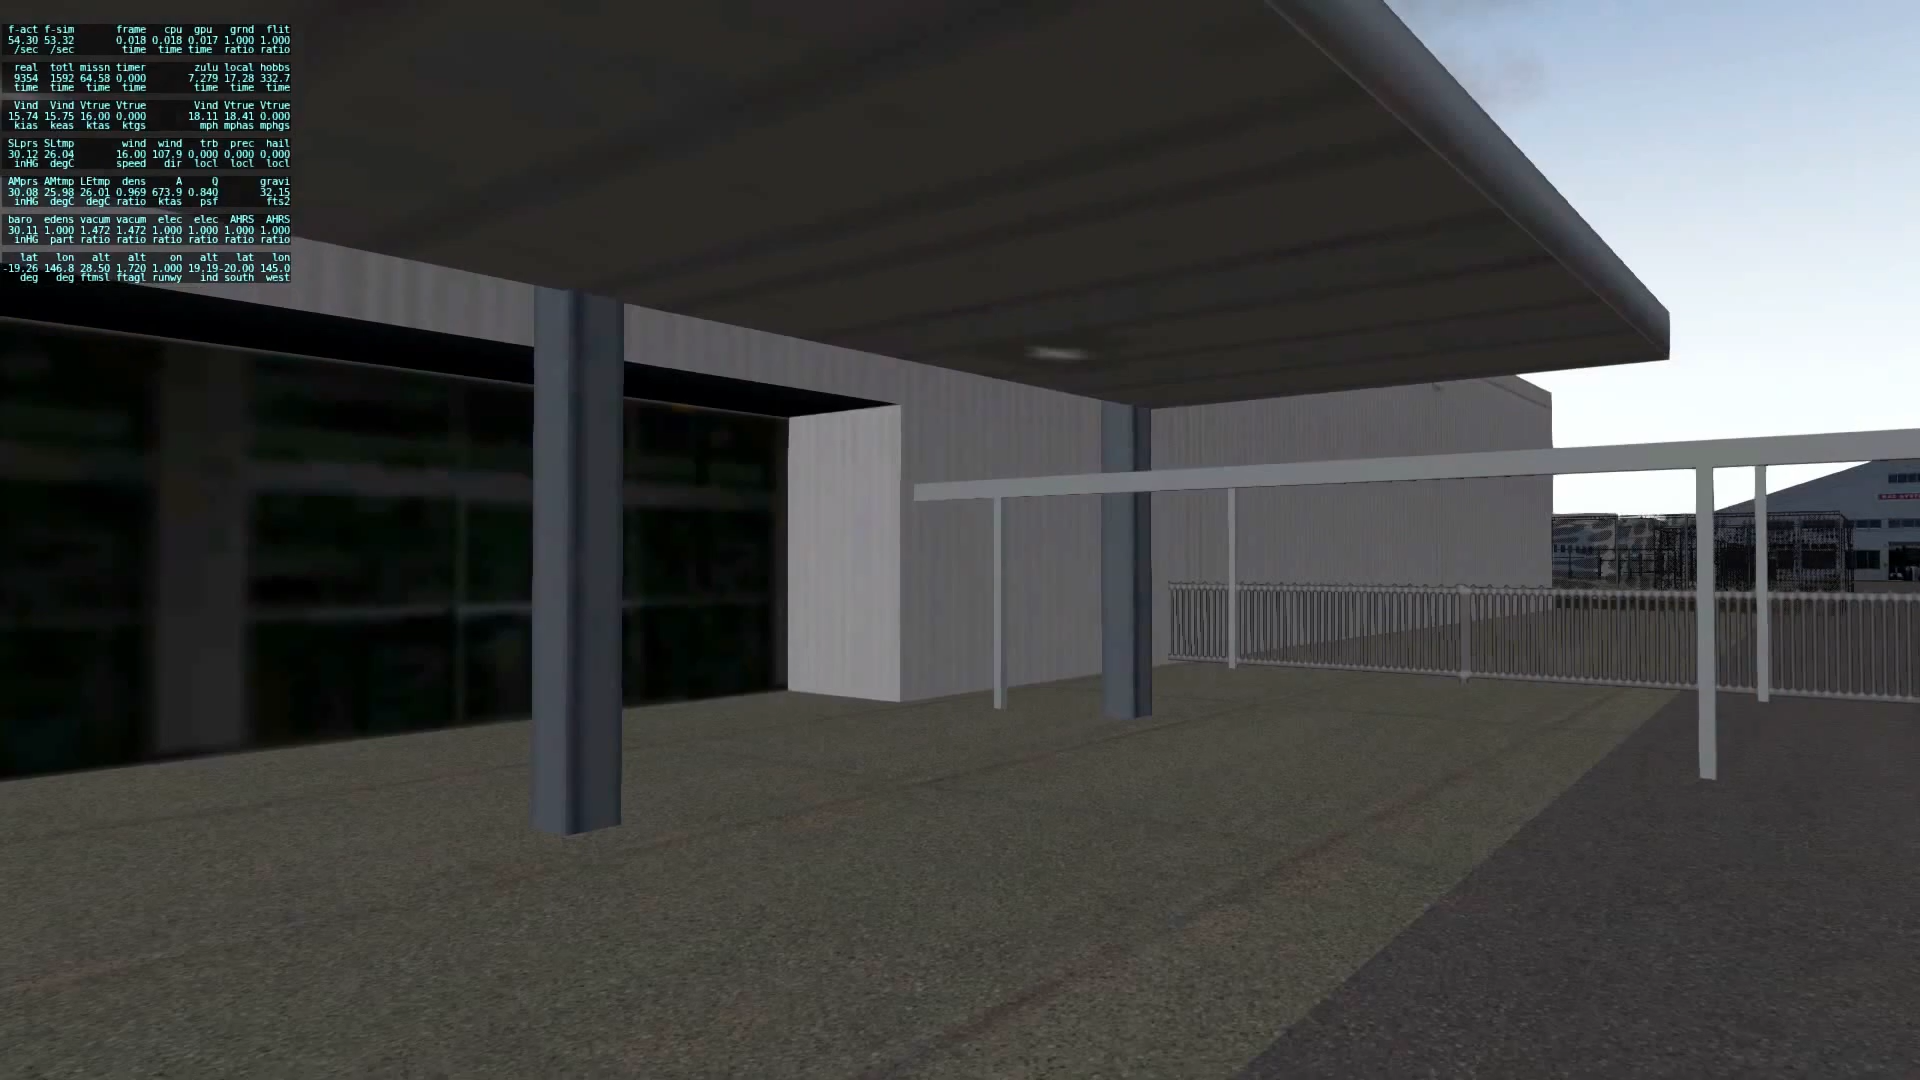 f-act f-sim frame cpu gpu grnd flit
54.30 53.32 0.018 0.018 0.017 1.000 1.000
/sec /sec time time time ratio ratio
real totl missn timer zulu local hobbs
9354 1592 64.58 0.000 7.279 17.28 332.7
time time time time time time time
Vind Vind Vtrue Vtrue Vind Vtrue Vtrue
15.74 15.75 16.00 0.000 18.11 18.41 0.000
kias keas ktas ktgs mph mphas mphgs
SLprs SLtmp wind wind trb prec hail
30.12 26.04 16.00 107.9 0.000 0.000 0.000
inHG degC speed dir locl locl locl
AMprs AMtmp LEtmp dens A Q gravi
30.08 25.98 26.01 0.969 673.9 0.840 32.15
inHG degC degC ratio ktas psf fts2
baro edens vacum vacum elec elec AHRS AHRS
30.11 1.000 1.472 1.472 1.000 1.000 1.000 1.000
inHG part ratio ratio ratio ratio ratio ratio
lat lon alt alt on alt lat lon
-19.26 146.8 28.50 1.720 1.000 19.19 -20.00 145.0
deg deg ftmsl ftagl runwy ind south west